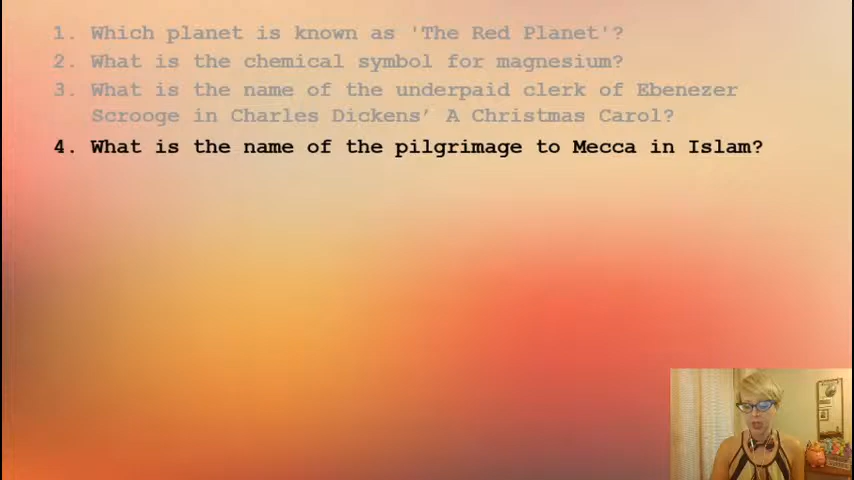 1. Which planet is known as 'The Red Planet'?
2. What is the chemical symbol for magnesium?
3. What is the name of the underpaid clerk of Ebenezer
Scrooge in Charles Dickens’ A Christmas Carol?
4. What is the name of the pilgrimage to Mecca in Islam?